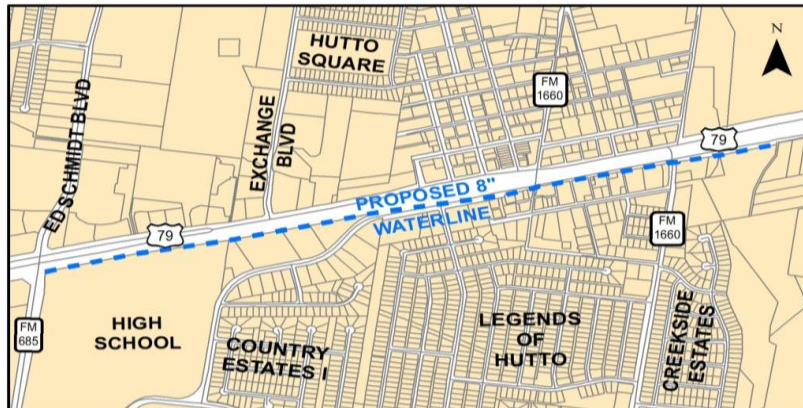 HUTTO
SQUARE
N
FM
1660
ED SCHMIDT BLVD
EXCHANGE
BLVD
79
PROPOSED 8"
WATERLINE
79
FM
1660
FM
685
HIGH
SCHOOL
COUNTRY
ESTATES I
LEGENDS
OF
HUTTO
CREEKSIDE
ESTATES